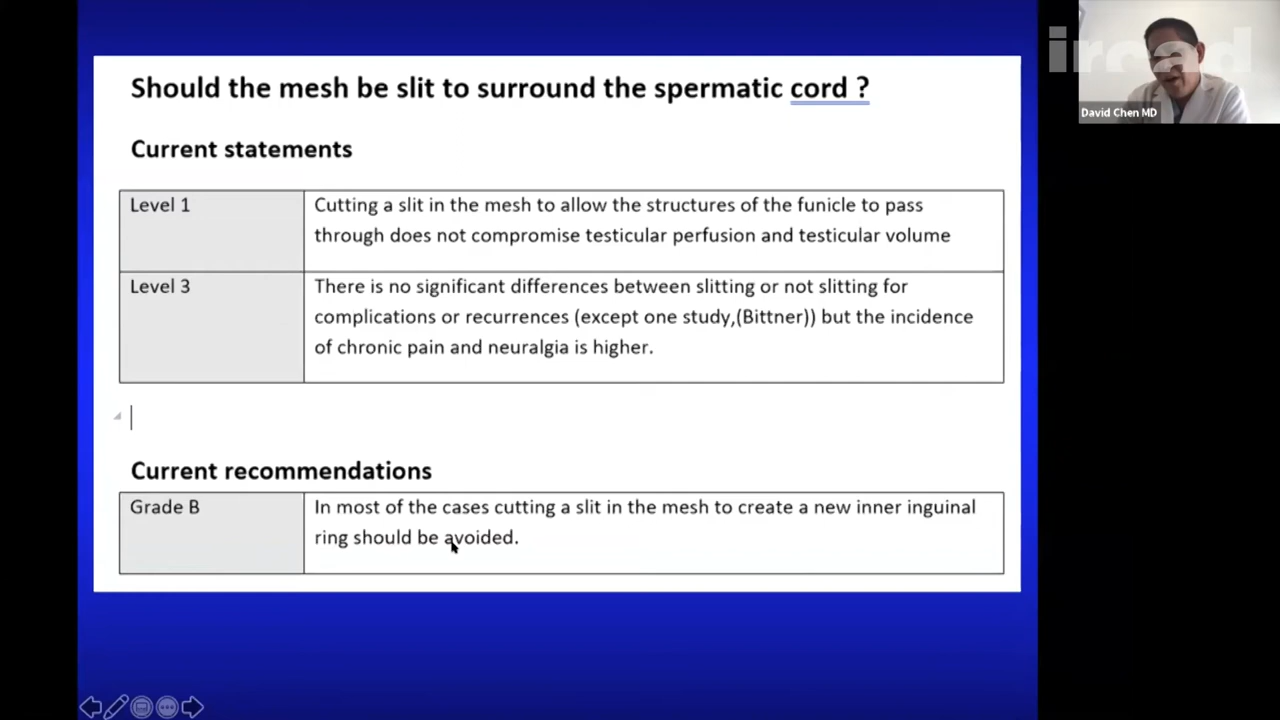 Should the mesh be slit to surround the spermatic cord ?
Current statements
Level 1
Cutting a slit in the mesh to allow the structures of the funicle to pass
through does not compromise testicular perfusion and testicular volume
Level 3
There is no significant differences between slitting or not slitting for
complications or recurrences (except one study,(Bittner)) but the incidence
of chronic pain and neuralgia is higher.
Current recommendations
Grade B
In most of the cases cutting a slit in the mesh to create a new inner inguinal
ring should be avoided.
ircad
David Chen MD